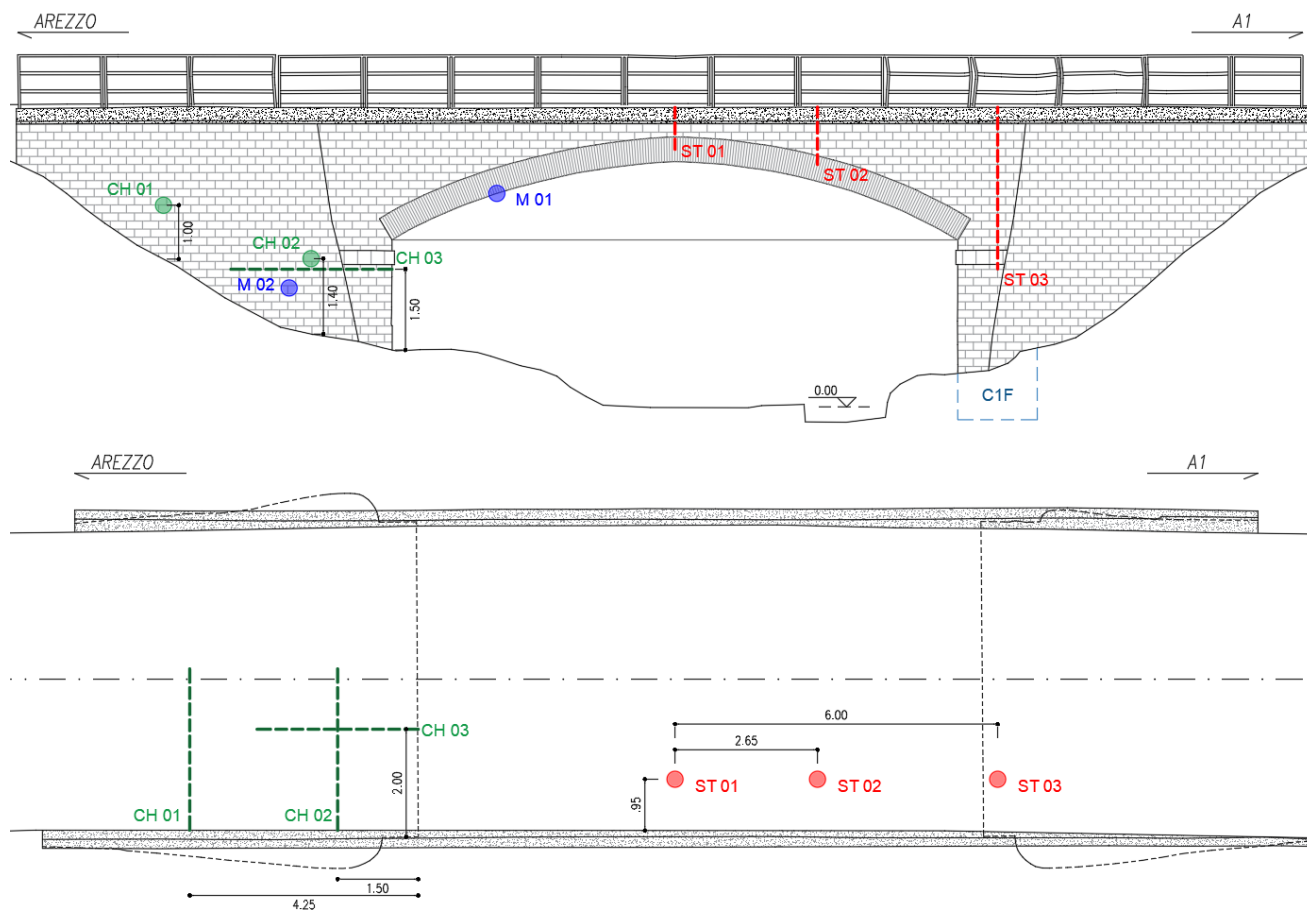 AREZZO
A1
ST 01
ST 02
CH 01
M 01
1.00
CH 02
CH 03
ST 03
M 02
1.40
1.50
0.00
C1F
AREZZO
A1
6.00
CH 03
2.65
2.00
ST 01
ST 02
ST 03
.95
CH 01
CH 02
1.50
4.25